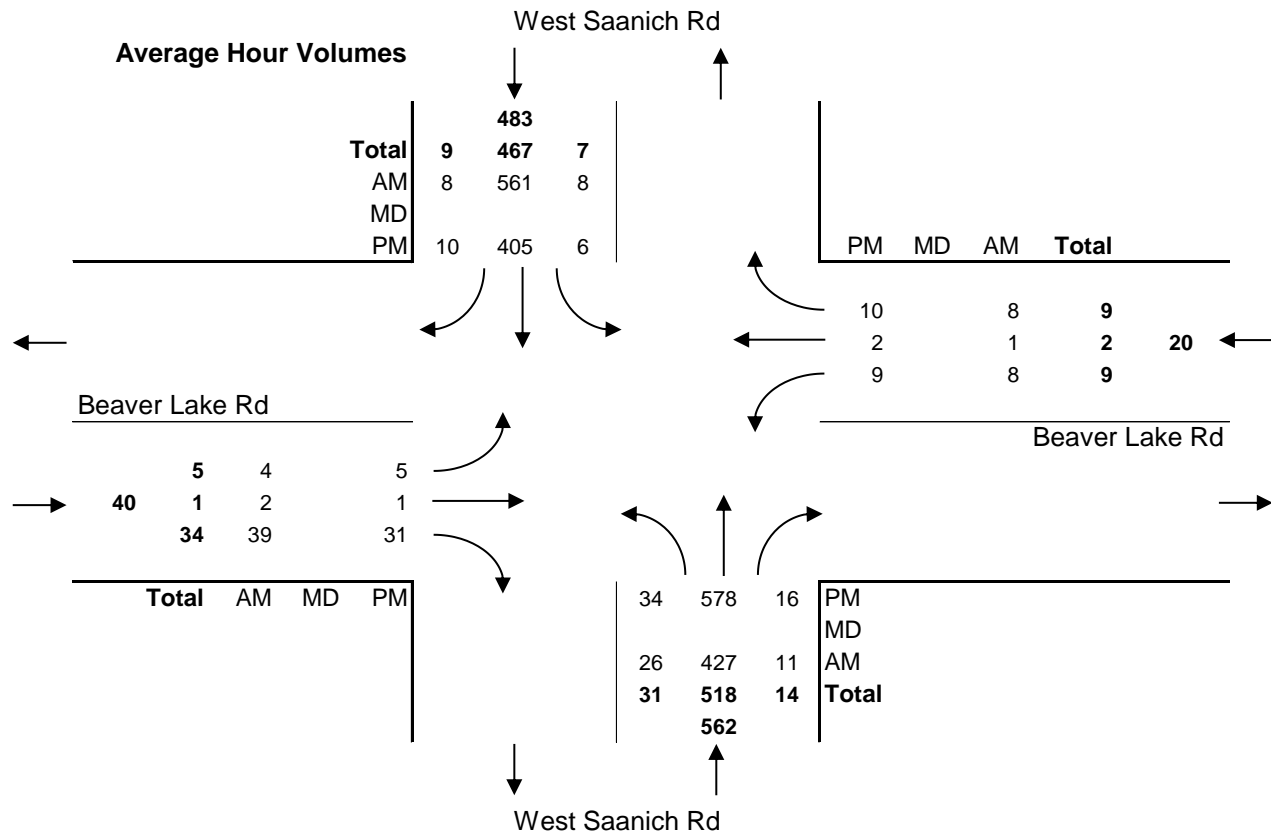 West Saanich Rd
Average Hour Volumes
483
Total 9 467 7
AM 8 561 8
MD
PM 10 405 6
PM MD AM Total
10 8 9
2 1 2 20
9 8 9
Beaver Lake Rd
Beaver Lake Rd
5 4 5
40 1 2 1
34 39 31
Total AM MD PM
34 578 16 PM
MD
26 427 11 AM
31 518 14 Total
562
West Saanich Rd